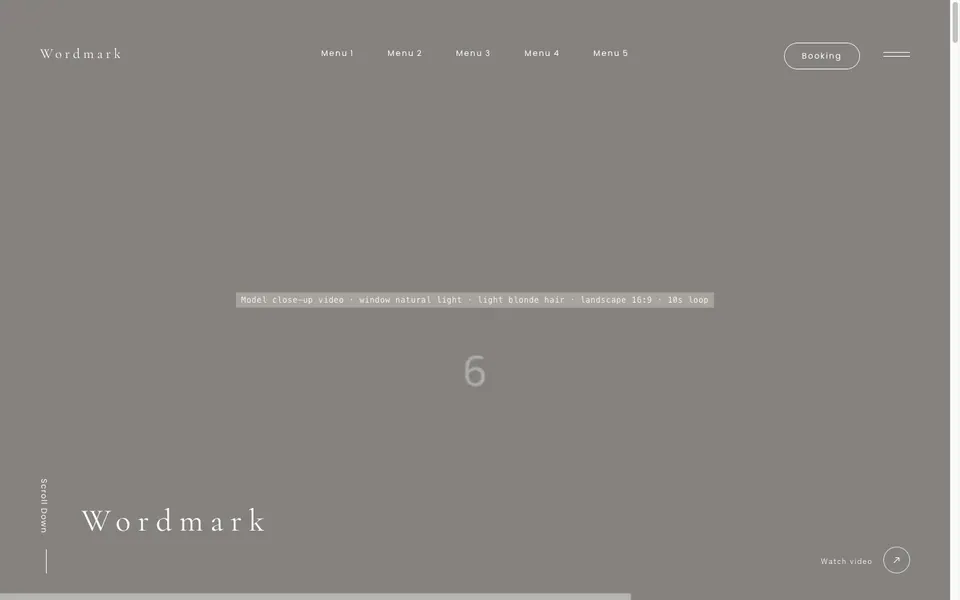 Wordmark
Menu 1
Menu 2
Menu 3
Menu 4
Menu 5
Booking
Model close-up video · window natural light · light blonde hair · landscape 16:9 · 10s loop
6
Scroll Down
Wordmark
Watch video